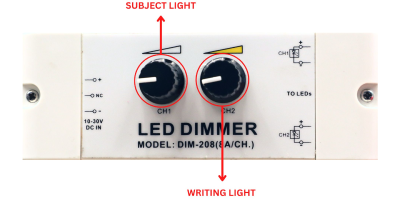 SUBJECT LIGHT
+
NC
-
10-30V
DC IN
CH1
CH2
CH1
+
-
TO LEDs
CH2
+
-
LED DIMMER
MODEL: DIM-208(8A/CH.)
WRITING LIGHT